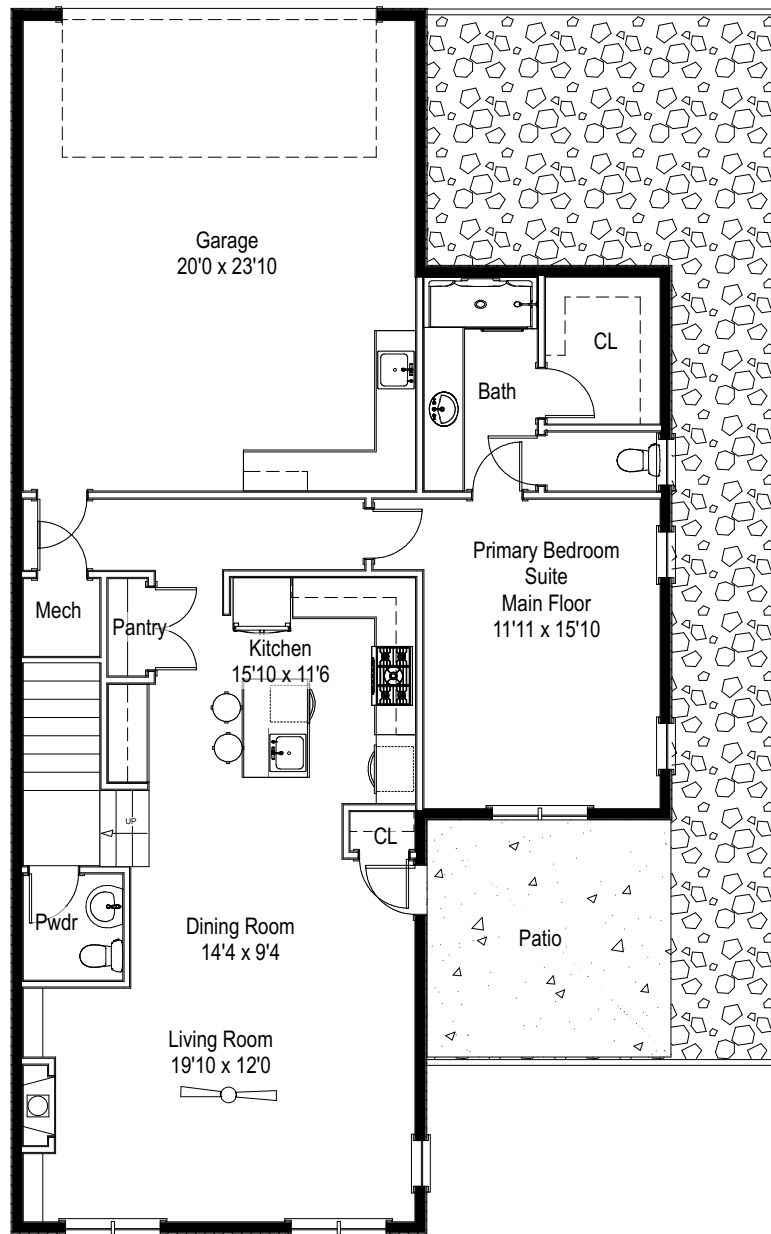 Garage
20'0 x 23'10
CL
Bath
Primary Bedroom
Suite
Main Floor
11'11 x 15'10
Mech
Pantry
Kitchen
15'10 x 11'6
UP
CL
Pwdr
Dining Room
14'4 x 9'4
Patio
Living Room
19'10 x 12'0